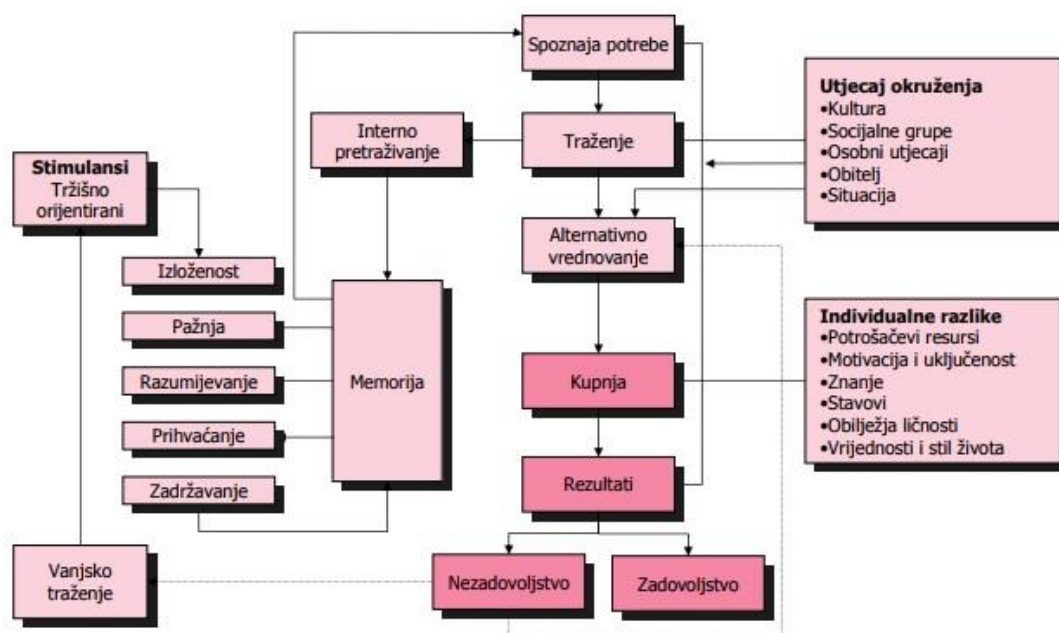 Spoznaja potrebe
Utjecaj okruženja
•Kultura
•Socijalne grupe
•Osobni utjecaji
•Obitelj
•Situacija
Interno
pretraživanje
Traženje
Stimulansi
Tržišno
orijentirani
Alternativno
vrednovanje
Izloženost
Pažnja
Razumijevanje
Prihvaćanje
Zadržavanje
Memorija
Individualne razlike
•Potrošačevi resursi
•Motivacija i uključenost
•Znanje
•Stavovi
•Obilježja ličnosti
•Vrijednosti i stil života
Kupnja
Rezultati
Vanjsko
traženje
Nezadovoljstvo
Zadovoljstvo